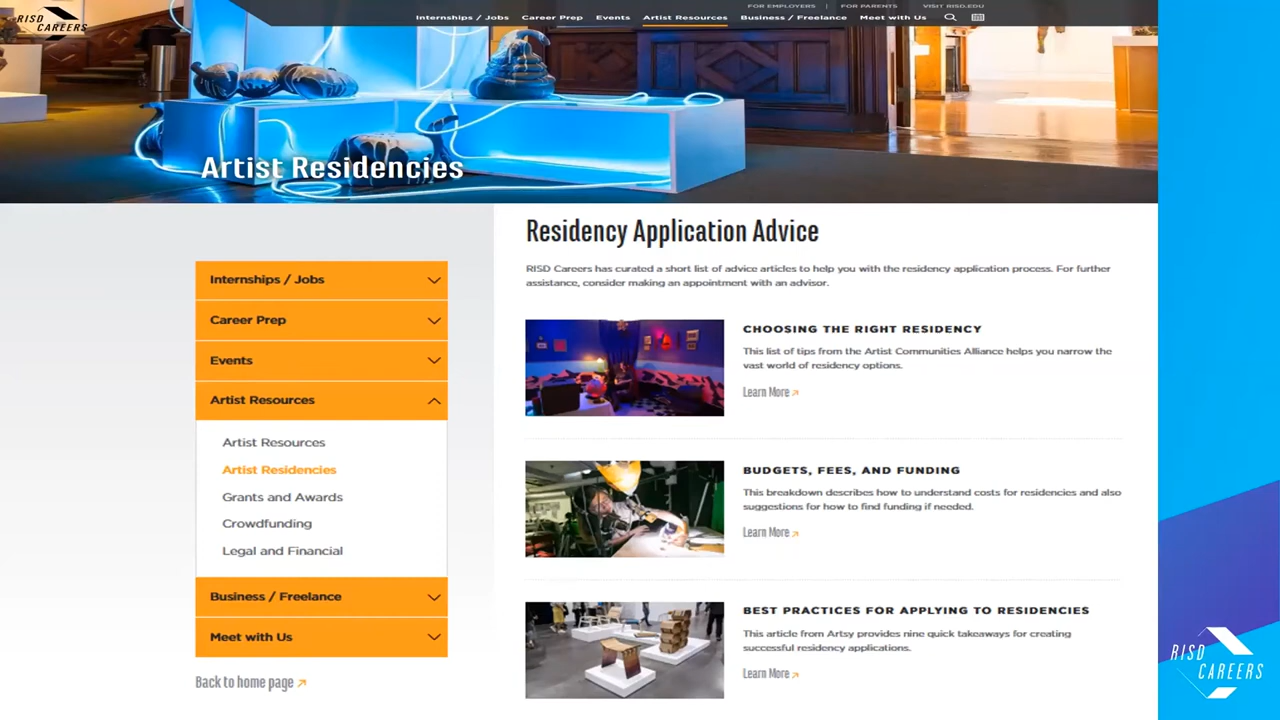 RISD
CAREERS
FOR EMPLOYERS | FOR PARENTS VISIT RISD.EDU
Internships / Jobs Career Prep Events Artist Resources Business / Freelance Meet with Us
Artist Residencies
Internships / Jobs
Career Prep
Events
Artist Resources
Artist Resources
Artist Residencies
Grants and Awards
Crowdfunding
Legal and Financial
Business / Freelance
Meet with Us
Back to home page
Residency Application Advice
RISD Careers has curated a short list of advice articles to help you with the residency application process. For further
assistance, consider making an appointment with an advisor.
CHOOSING THE RIGHT RESIDENCY
This list of tips from the Artist Communities Alliance helps you narrow the
vast world of residency options.
Learn More
BUDGETS, FEES, AND FUNDING
This breakdown describes how to understand costs for residencies and also
suggestions for how to find funding if needed.
Learn More
BEST PRACTICES FOR APPLYING TO RESIDENCIES
This article from Artsy provides nine quick takeaways for creating
successful residency applications.
Learn More
RISD
CAREERS